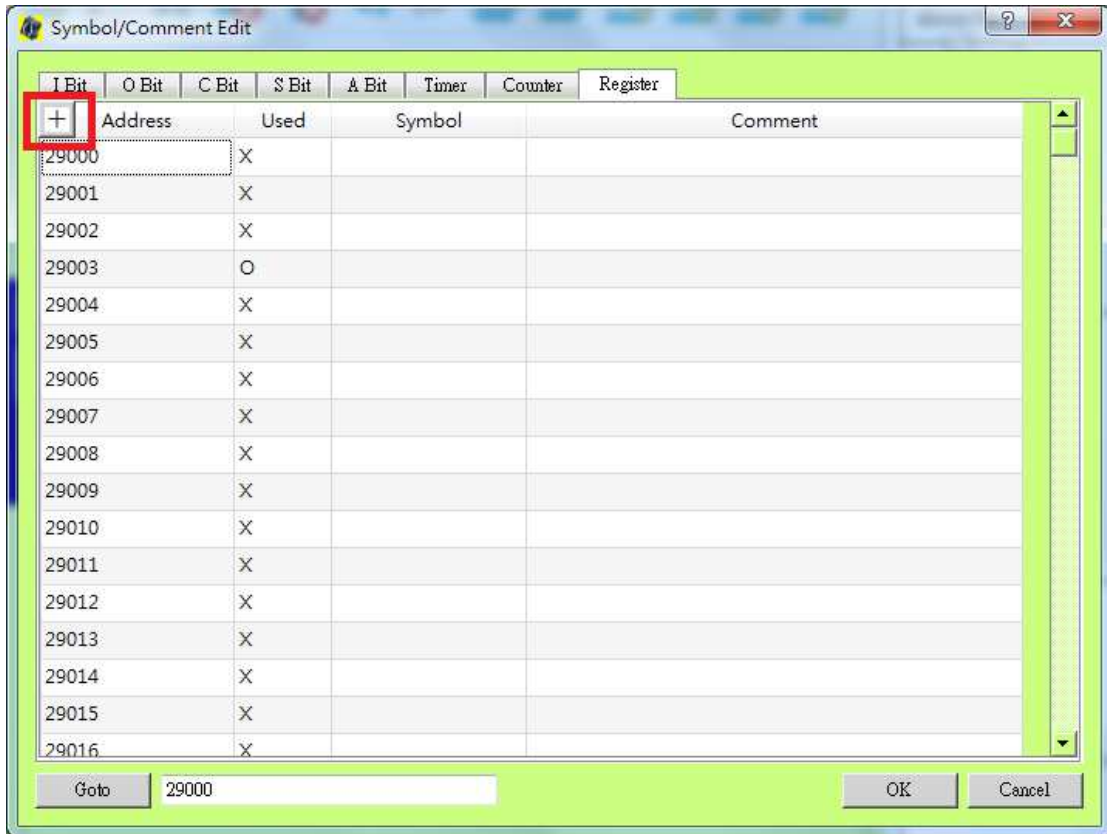 Symbol/Comment Edit
I Bit O Bit C Bit S Bit A Bit Timer Counter Register
+ Address Used Symbol Comment
29000 X
29001 X
29002 X
29003 O
29004 X
29005 X
29006 X
29007 X
29008 X
29009 X
29010 X
29011 X
29012 X
29013 X
29014 X
29015 X
29016 X
Goto 29000 OK Cancel